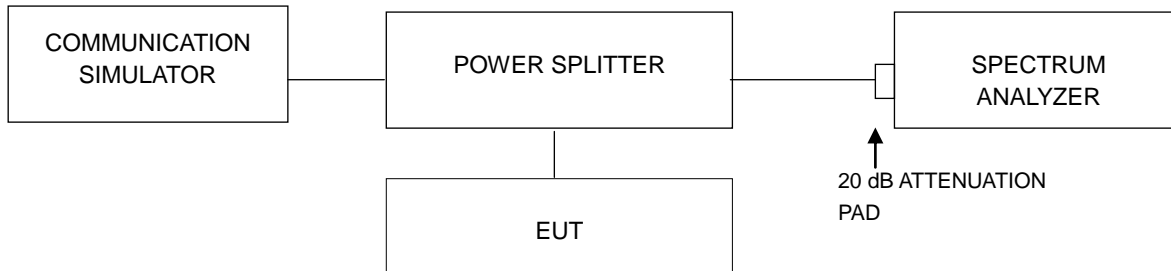 COMMUNICATION
SIMULATOR
POWER SPLITTER
SPECTRUM
ANALYZER
20 dB ATTENUATION
PAD
EUT